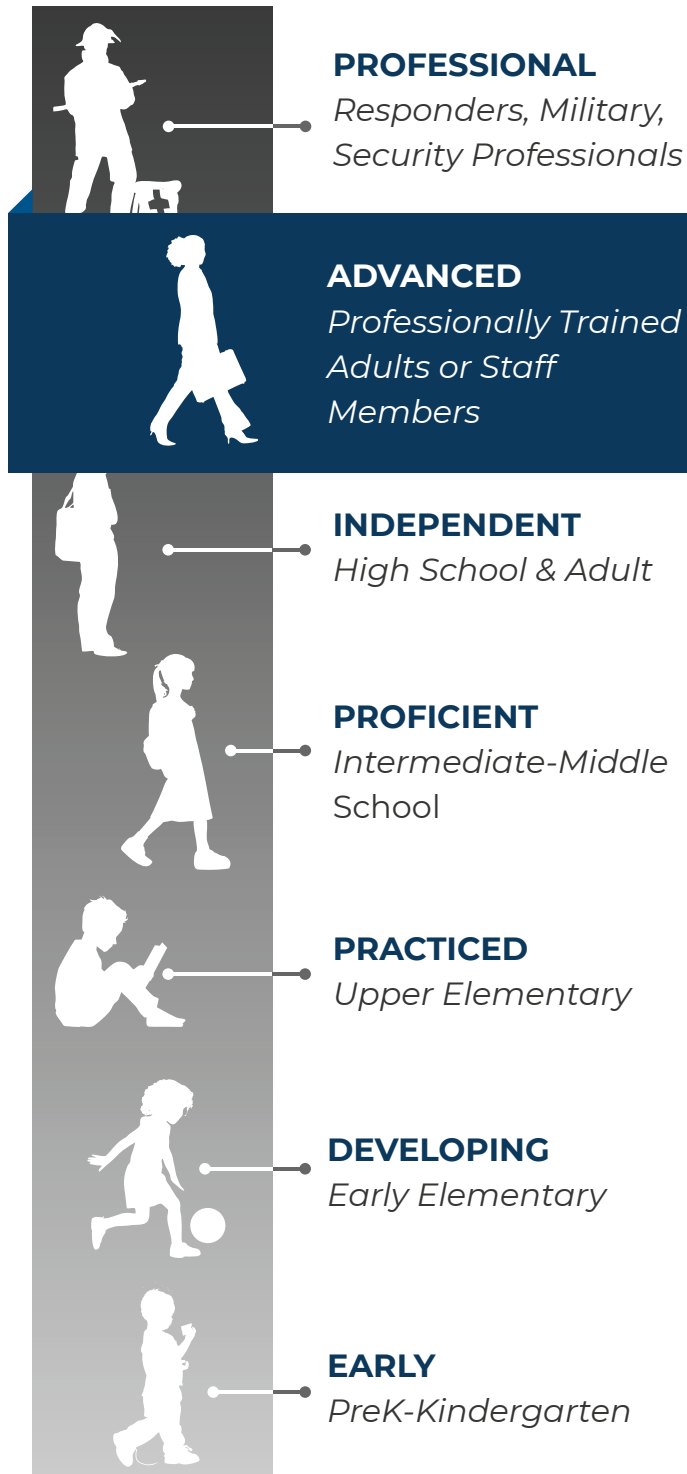 PROFESSIONAL
Responders, Military,
Security Professionals
ADVANCED
Professionally Trained
Adults or Staff
Members
INDEPENDENT
High School & Adult
PROFICIENT
Intermediate-Middle
School
PRACTICED
Upper Elementary
DEVELOPING
Early Elementary
EARLY
PreK-Kindergarten